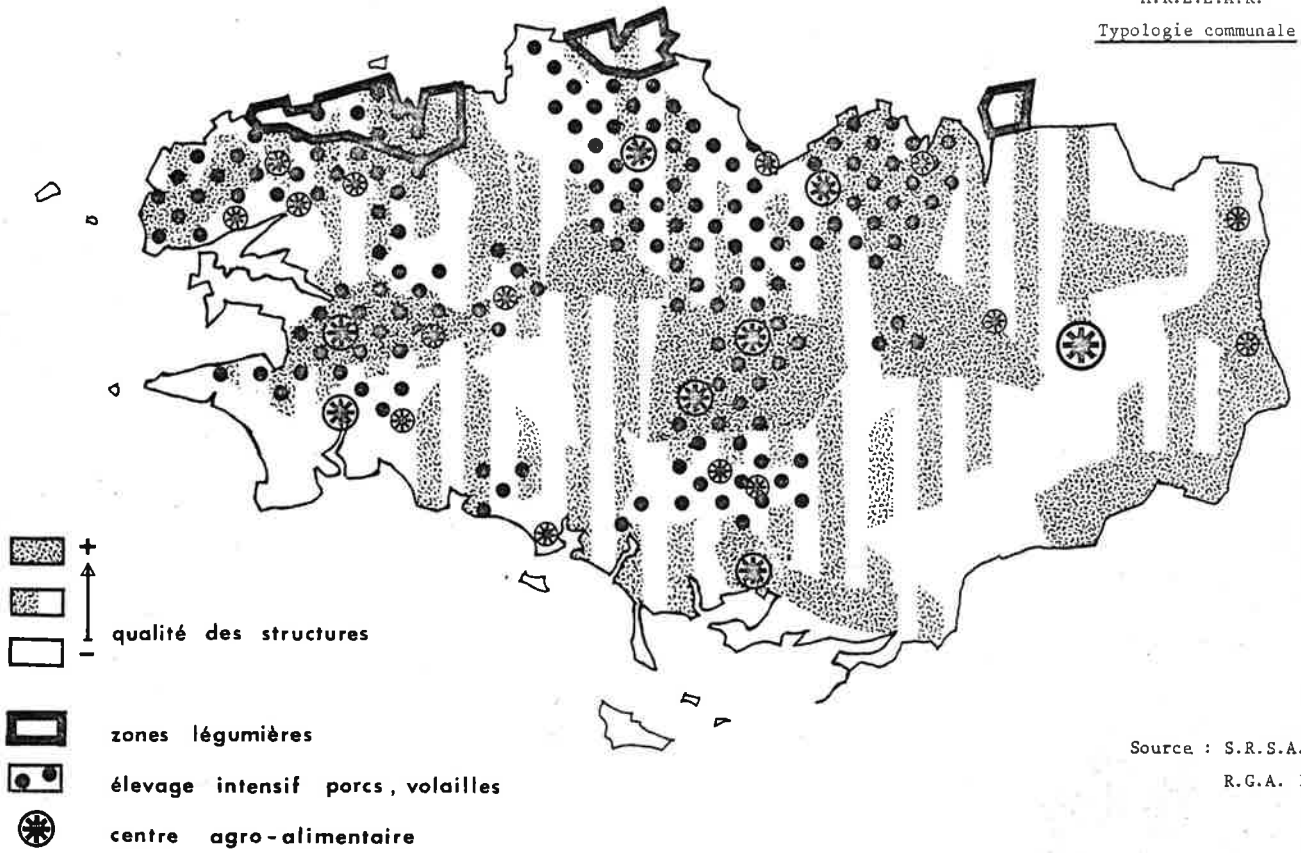 Typologie communale
+
qualité des structures
-
zones légumières
élevage intensif porcs, volailles
centre agro-alimentaire
Source : S.R.S.A.
R.G.A.